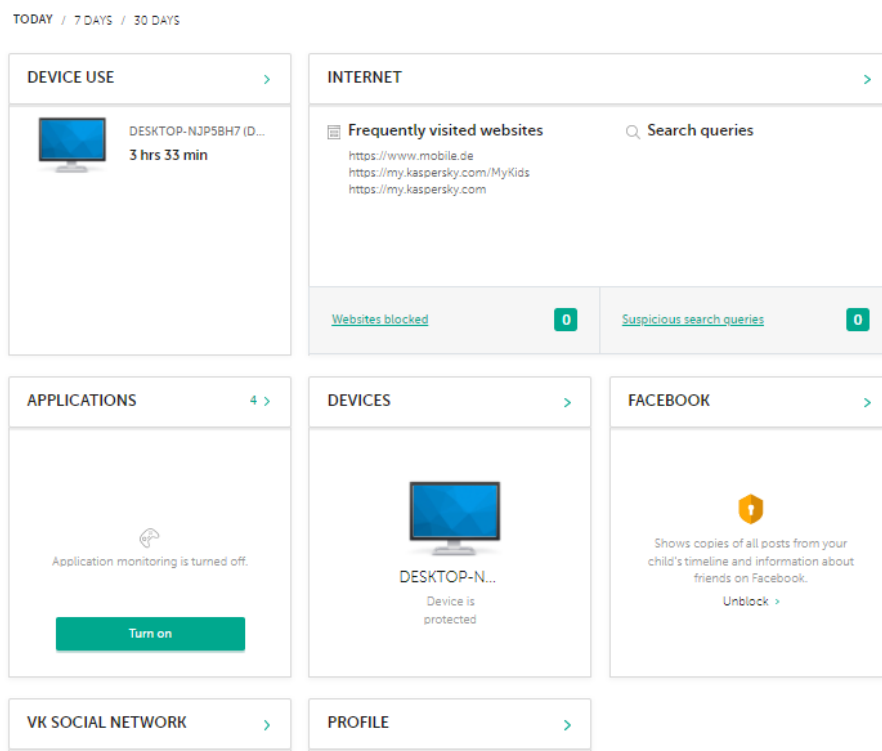 TODAY / 7 DAYS / 30 DAYS
DEVICE USE
DESKTOP-NJP5BH7 (D...
3 hrs 33 min
INTERNET
Frequently visited websites
https://www.mobile.de
https://my.kaspersky.com/MyKids
https://my.kaspersky.com
Search queries
Websites blocked 0
Suspicious search queries 0
APPLICATIONS 4
Application monitoring is turned off.
Turn on
DEVICES
DESKTOP-N...
Device is
protected
FACEBOOK
Shows copies of all posts from your
child's timeline and information about
friends on Facebook.
Unblock
VK SOCIAL NETWORK
PROFILE